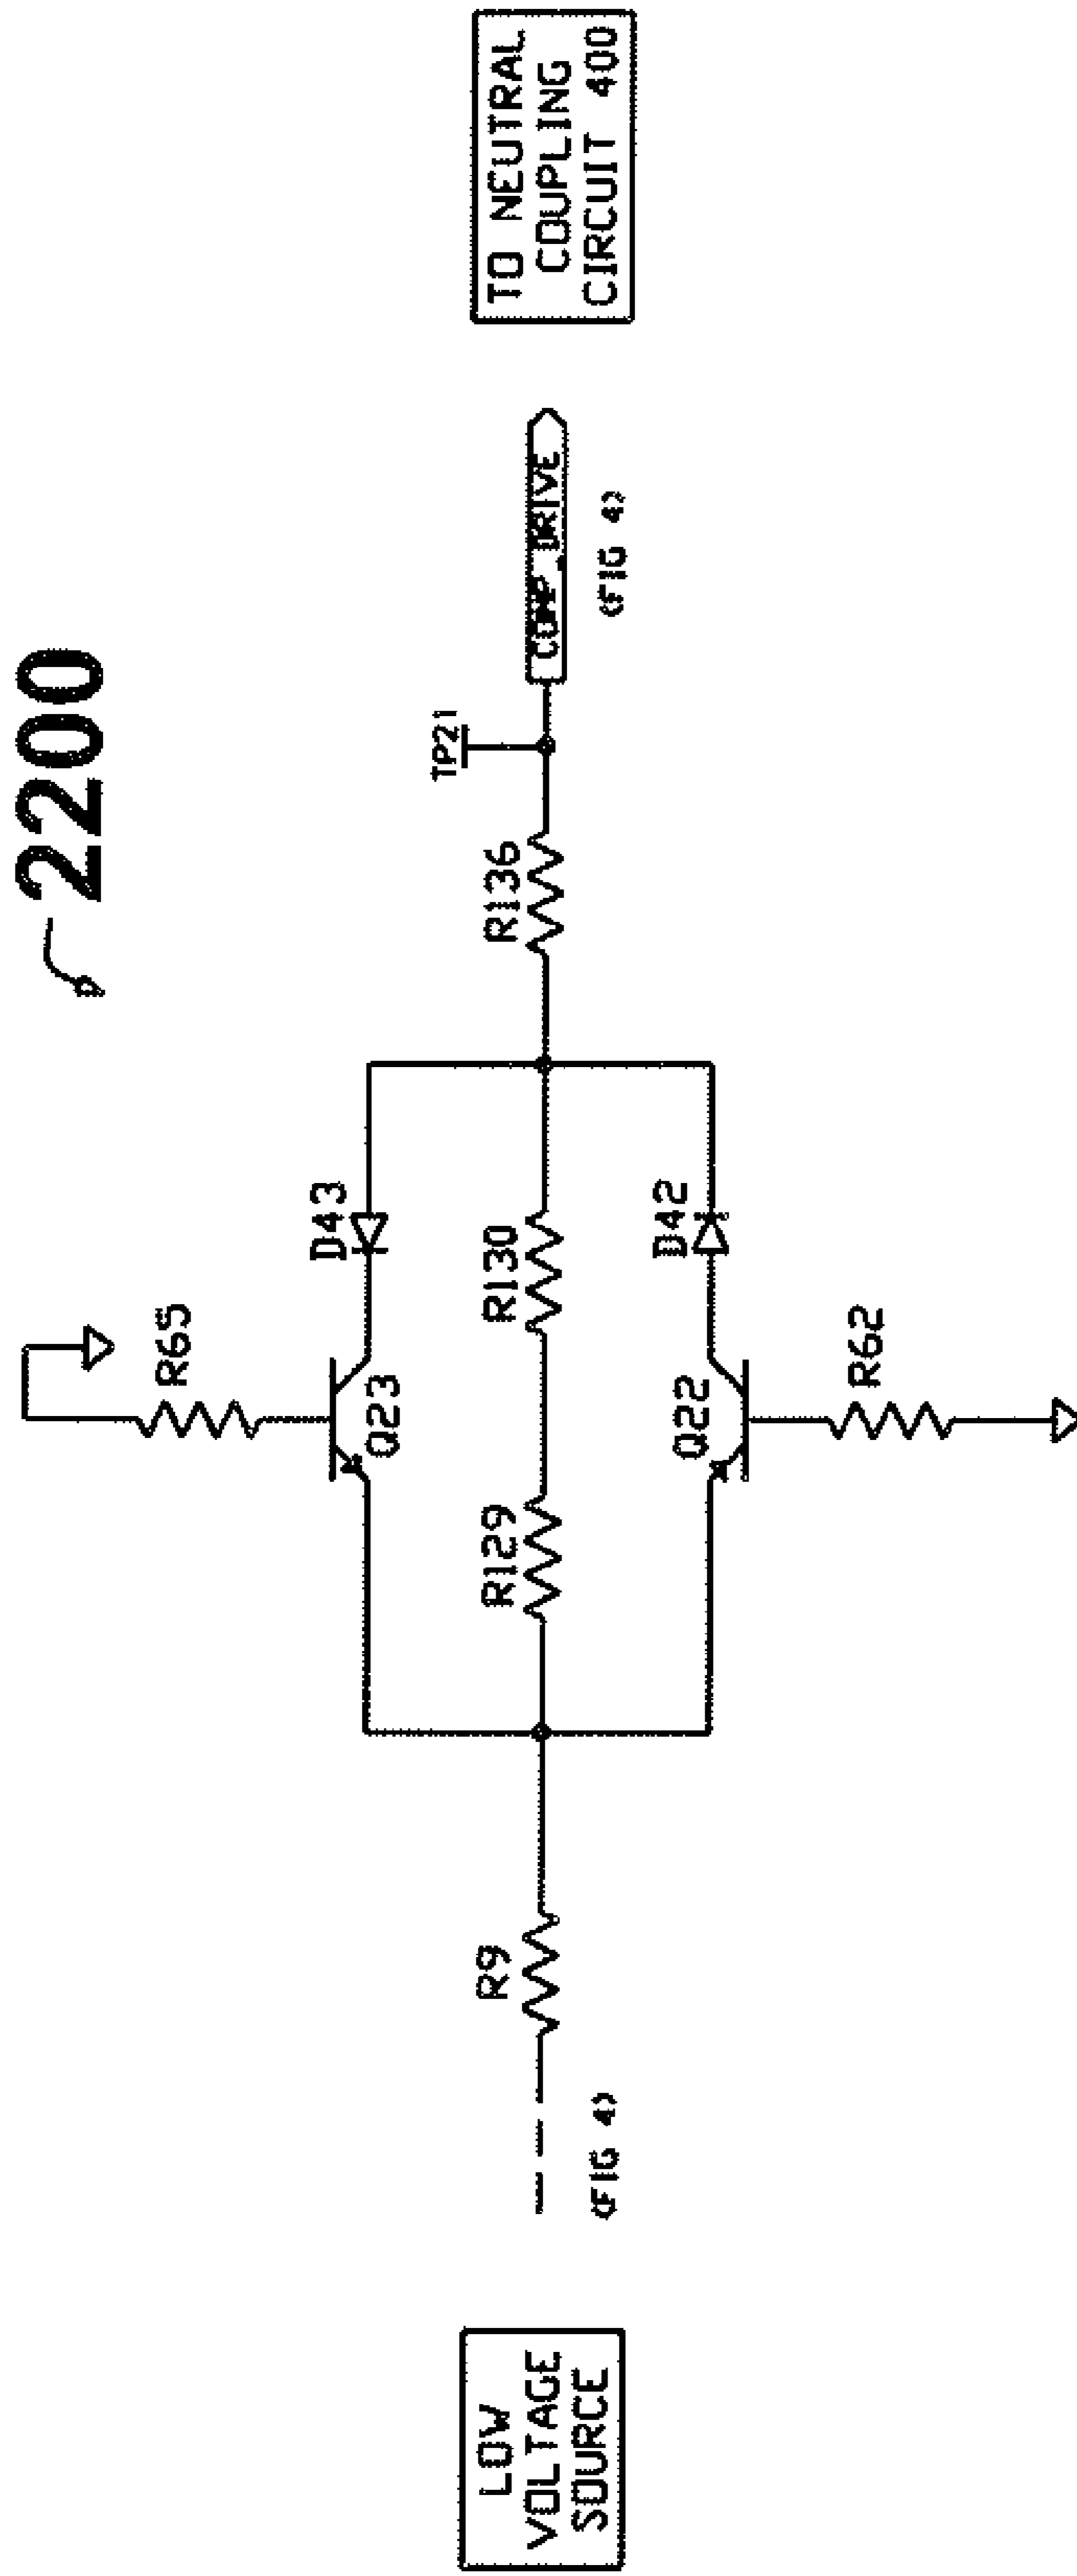 2200
LOW
VOLTAGE
SOURCE
(FIG 4)
R9
R65
Q23
D43
R129
R130
Q22
D42
R62
R136
TP21
COMP_DRIVE
(FIG 4)
TO NEUTRAL
COUPLING
CIRCUIT 400